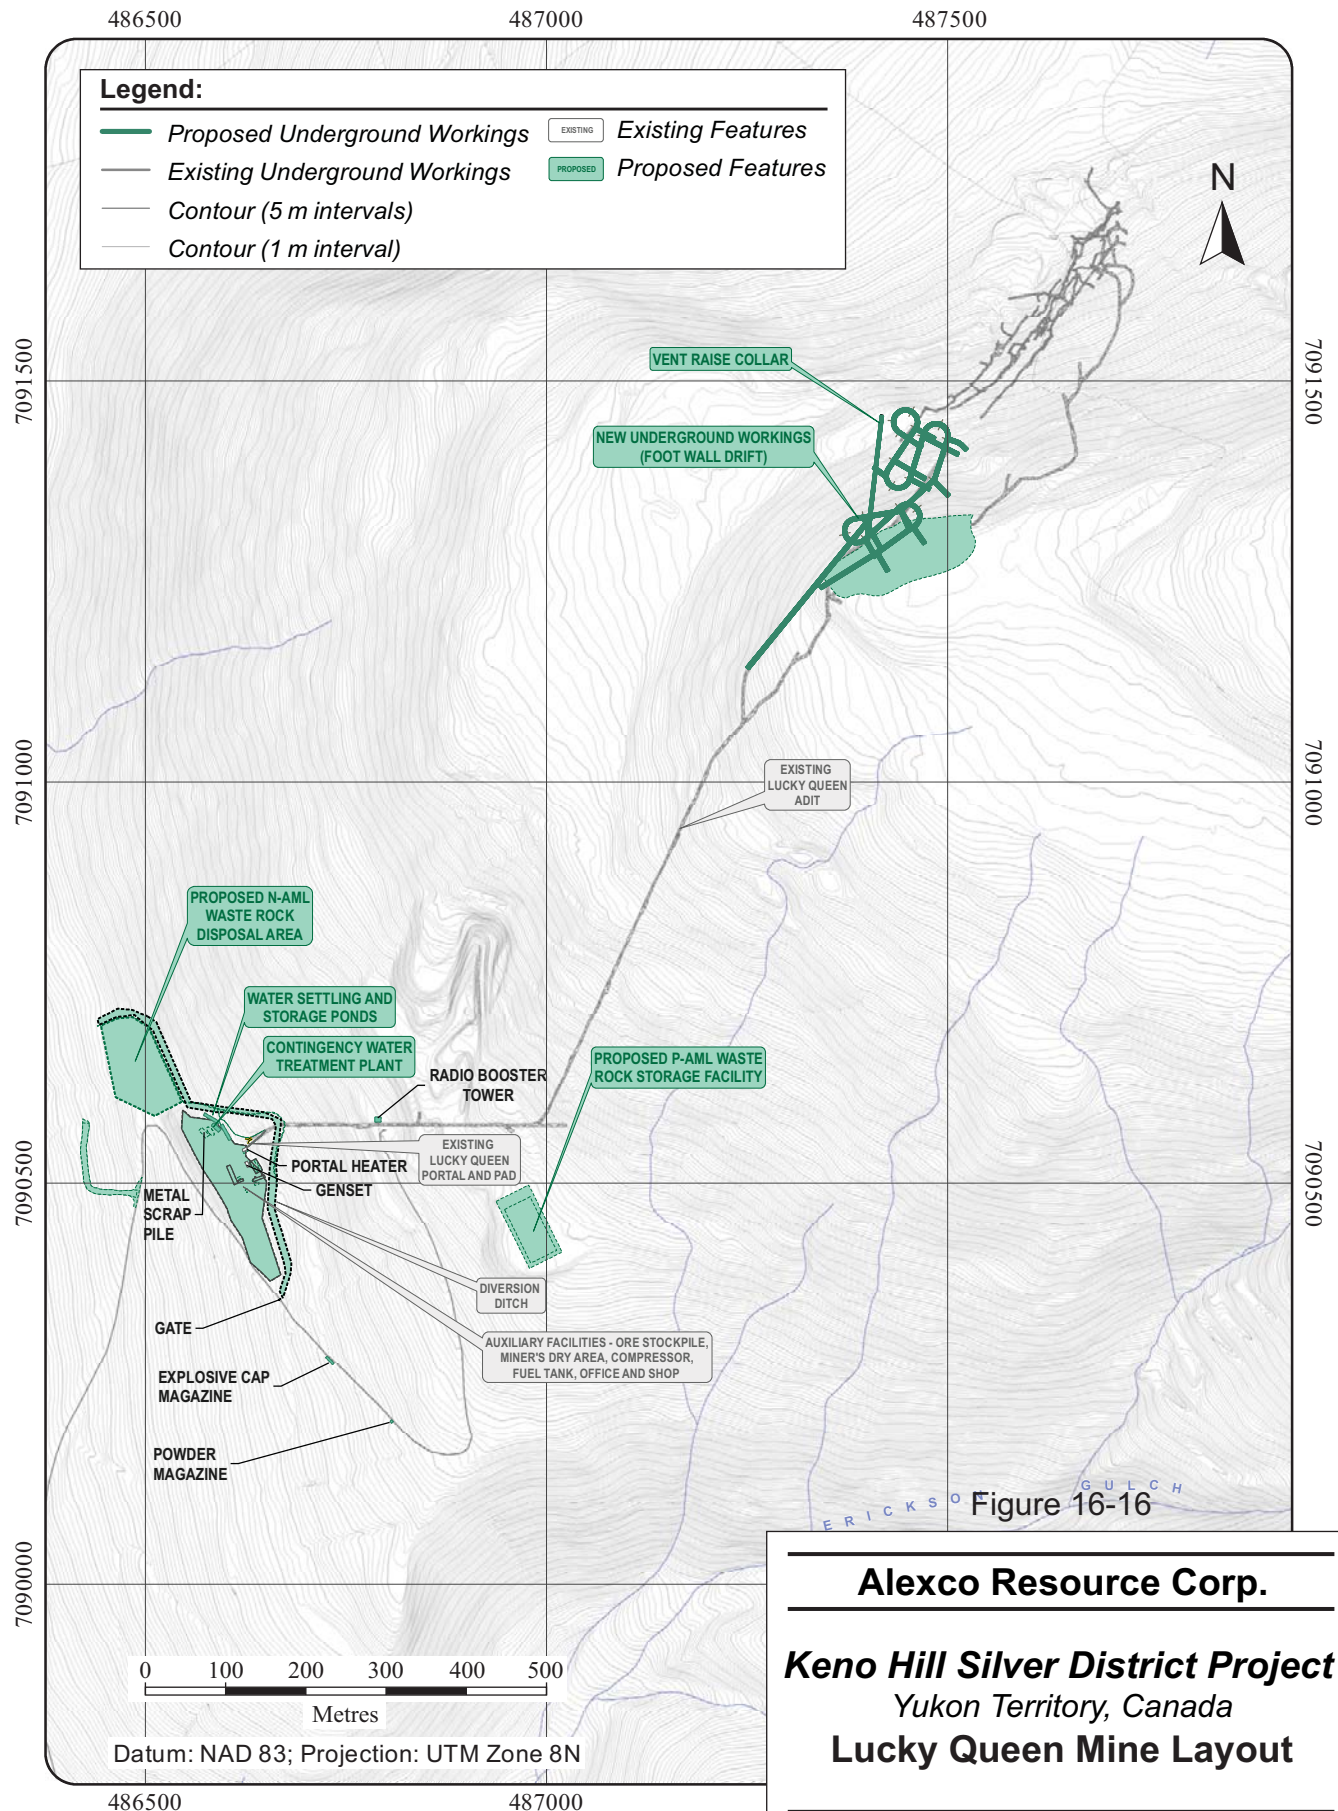 486500
487000
487500
Legend:
Proposed Underground Workings
EXISTING
Existing Features
Existing Underground Workings
PROPOSED
Proposed Features
Contour (5 m intervals)
Contour (1 m interval)
N
VENT RAISE COLLAR
7091500
7091500
NEW UNDERGROUND WORKINGS
(FOOT WALL DRIFT)
7091000
7091000
EXISTING
LUCKY QUEEN
ADIT
PROPOSED N-AML
WASTE ROCK
DISPOSAL AREA
WATER SETTLING AND
STORAGE PONDS
CONTINGENCY WATER
TREATMENT PLANT
RADIO BOOSTER
TOWER
PROPOSED P-AML WASTE
ROCK STORAGE FACILITY
EXISTING
LUCKY QUEEN
PORTAL AND PAD
PORTAL HEATER
GENSET
7090500
7090500
METAL
SCRAP
PILE
DIVERSION
DITCH
GATE
AUXILIARY FACILITIES - ORE STOCKPILE,
MINER'S DRY AREA, COMPRESSOR,
FUEL TANK, OFFICE AND SHOP
EXPLOSIVE CAP
MAGAZINE
POWDER
MAGAZINE
ERICKSON GULCH
Figure 16-16
7090000
Alexco Resource Corp.
Keno Hill Silver District Project
Yukon Territory, Canada
Lucky Queen Mine Layout
0 100 200 300 400 500
Metres
Datum: NAD 83; Projection: UTM Zone 8N
486500
487000